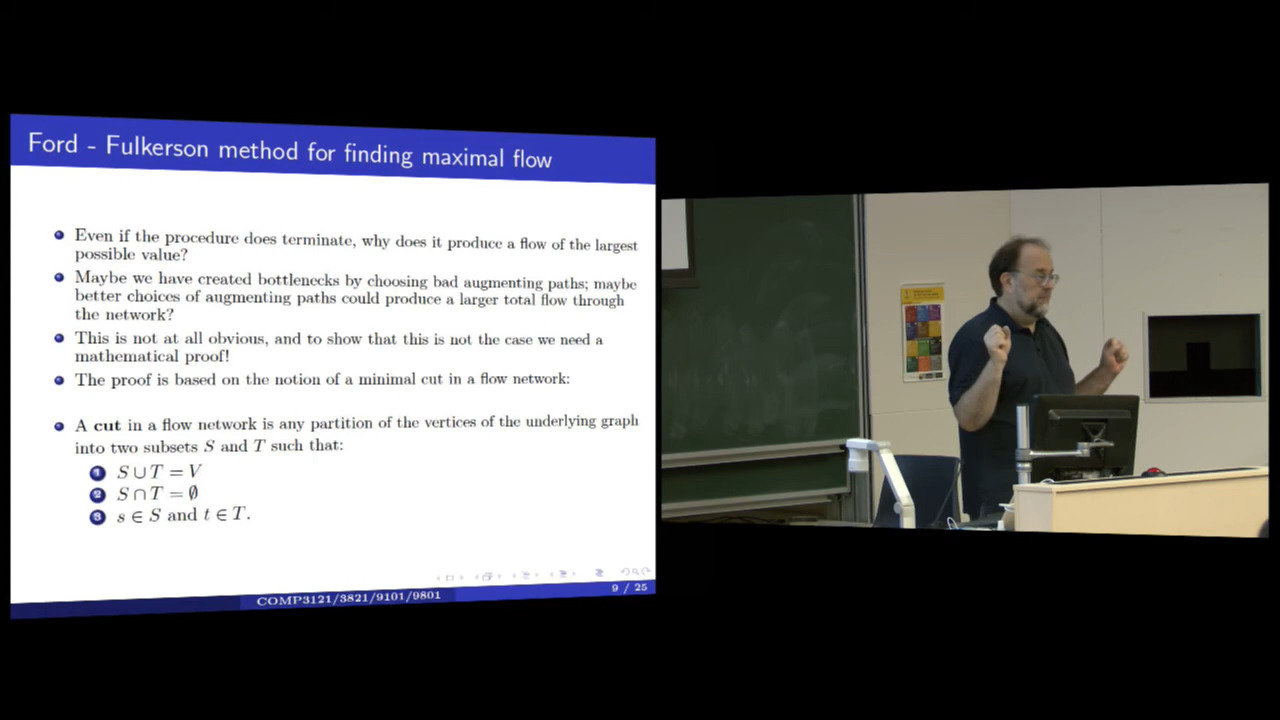 Ford - Fulkerson method for finding maximal flow
Even if the procedure does terminate, why does it produce a flow of the largest
possible value?
Maybe we have created bottlenecks by choosing bad augmenting paths; maybe
better choices of augmenting paths could produce a larger total flow through
the network?
This is not at all obvious, and to show that this is not the case we need a
mathematical proof!
The proof is based on the notion of a minimal cut in a flow network:
A cut in a flow network is any partition of the vertices of the underlying graph
into two subsets S and T such that:
1 S ∪ T = V
2 S ∩ T = ∅
3 s ∈ S and t ∈ T.
COMP3121/3821/9101/9801
9 / 25